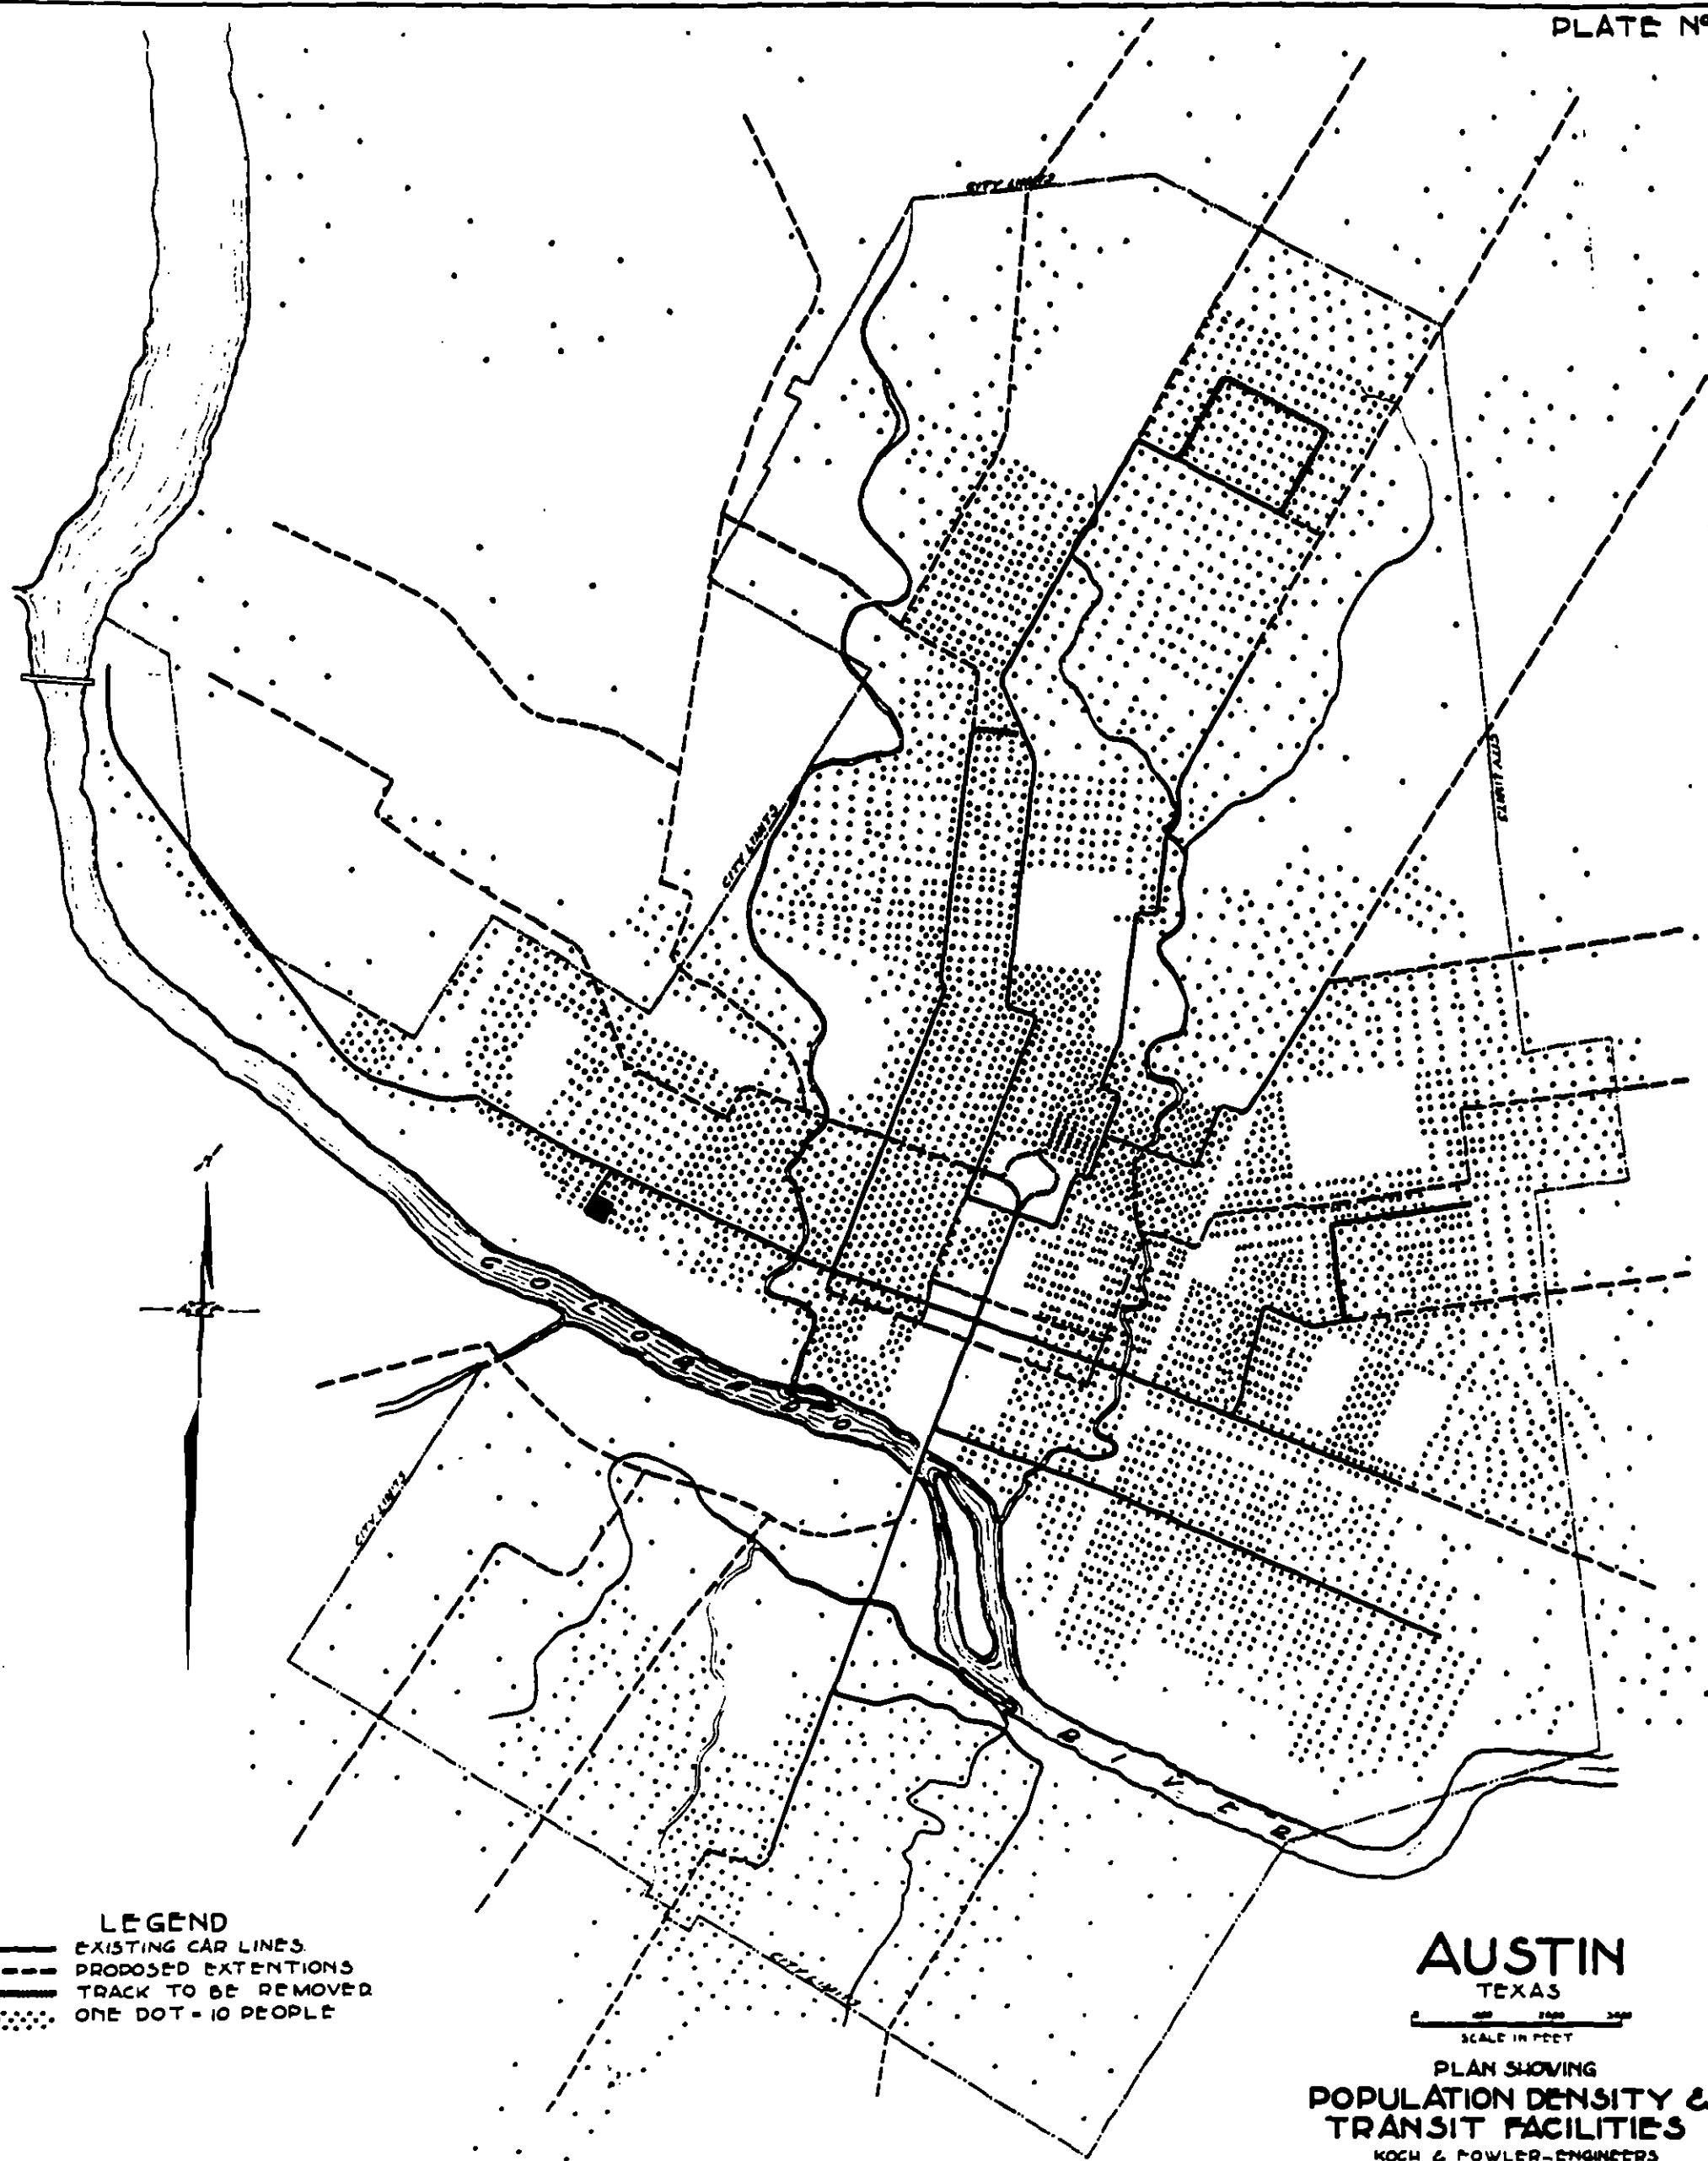 PLATE Nº
CITY LIMITS
CITY LIMITS
CITY LIMITS
COLORADO
CITY LIMITS
RIVER
CITY LIMITS
LEGEND
EXISTING CAR LINES.
PROPOSED EXTENTIONS
TRACK TO BE REMOVED
ONE DOT = 10 PEOPLE
AUSTIN
TEXAS
0
SCALE IN FEET
PLAN SHOWING
POPULATION DENSITY &
TRANSIT FACILITIES
KOCH & FOWLER-ENGINEERS